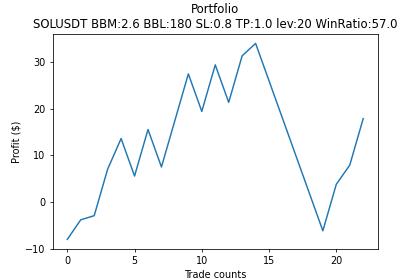 Portfolio
SOLUSDT BBM:2.6 BBL:180 SL:0.8 TP:1.0 lev:20 WinRatio:57.0
30
20
10
0
−10
Profit ($)
0
5
10
15
20
Trade counts